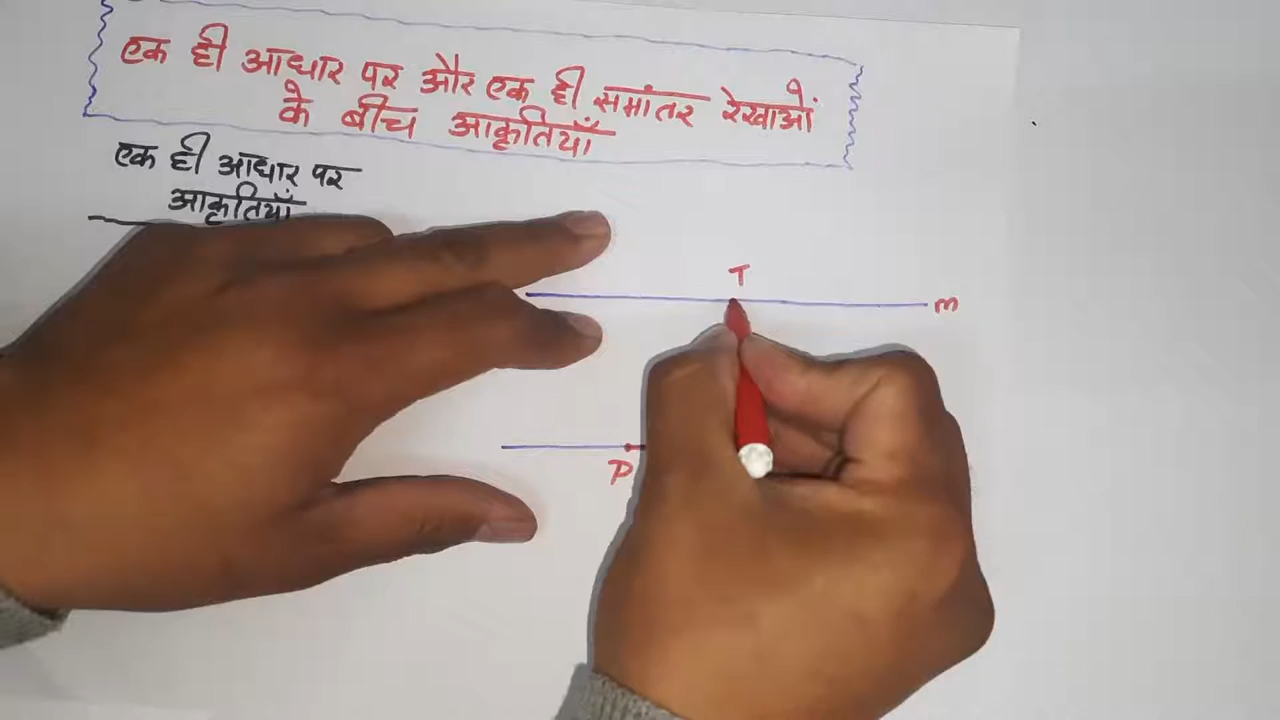 एक ही आधार पर और एक ही समांतर रेखाओं
के बीच आकृतियाँ
एक ही आधार पर
आकृतियाँ
T
m
P